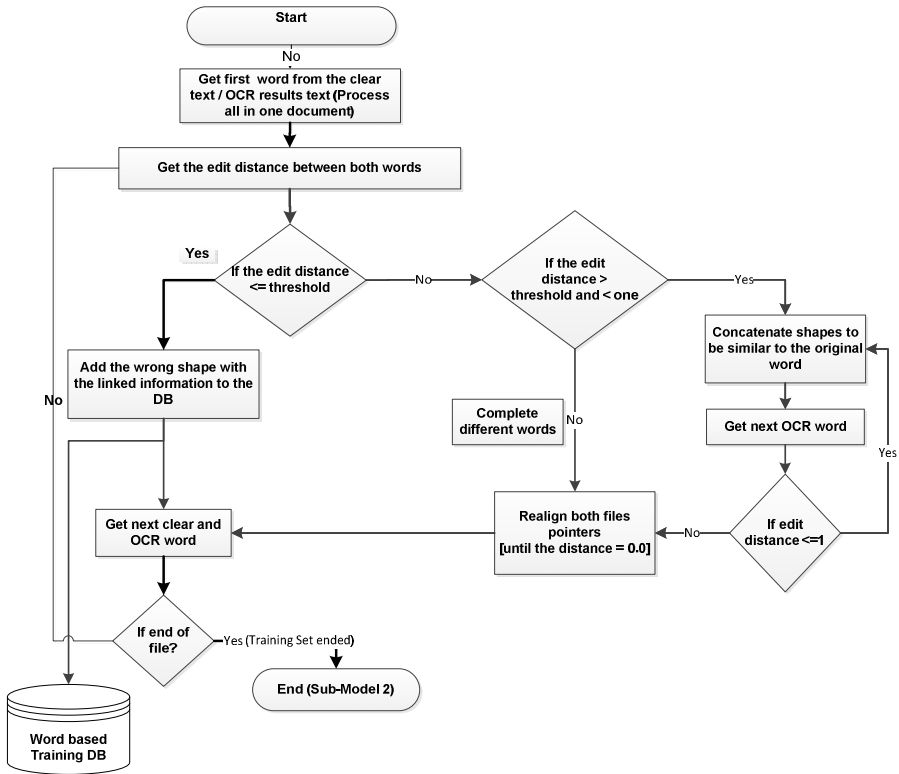 Start
No
Get first word from the clear
text / OCR results text (Process
all in one document)
Get the edit distance between both words
Yes
If the edit distance
<= threshold
No
If the edit
distance >
threshold and < one
Yes
Concatenate shapes to
be similar to the original
word
Add the wrong shape with
the linked information to the
DB
No
Complete
different words
No
Get next OCR word
Yes
Get next clear and
OCR word
Realign both files
pointers
[until the distance = 0.0]
No
If edit
distance <=1
If end of
file?
Yes (Training Set ended)
End (Sub-Model 2)
Word based
Training DB